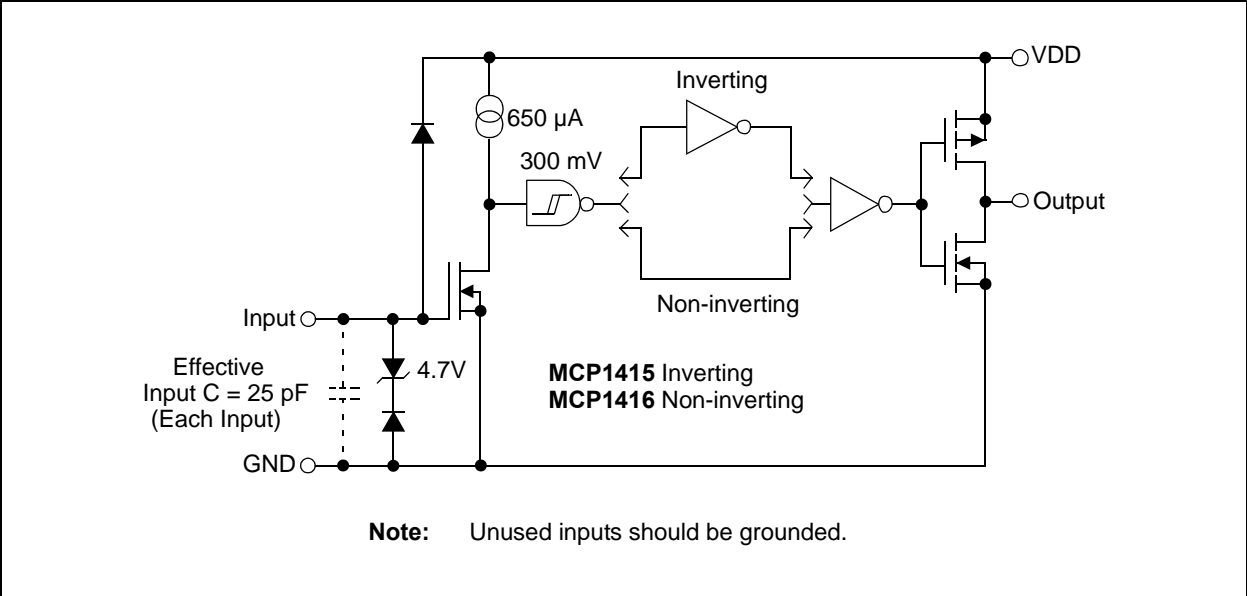 VDD
Inverting
650 µA
300 mV
Output
Non-inverting
Input
4.7V
Effective
Input C = 25 pF
(Each Input)
MCP1415 Inverting
MCP1416 Non-inverting
GND
Note: Unused inputs should be grounded.